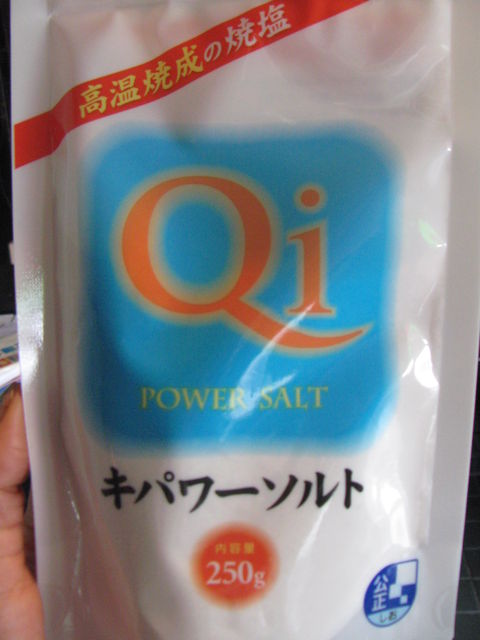 高温焼成の焼塩
Qi
POWER SALT
キパワーソルト
内容量
250g
公正
しお